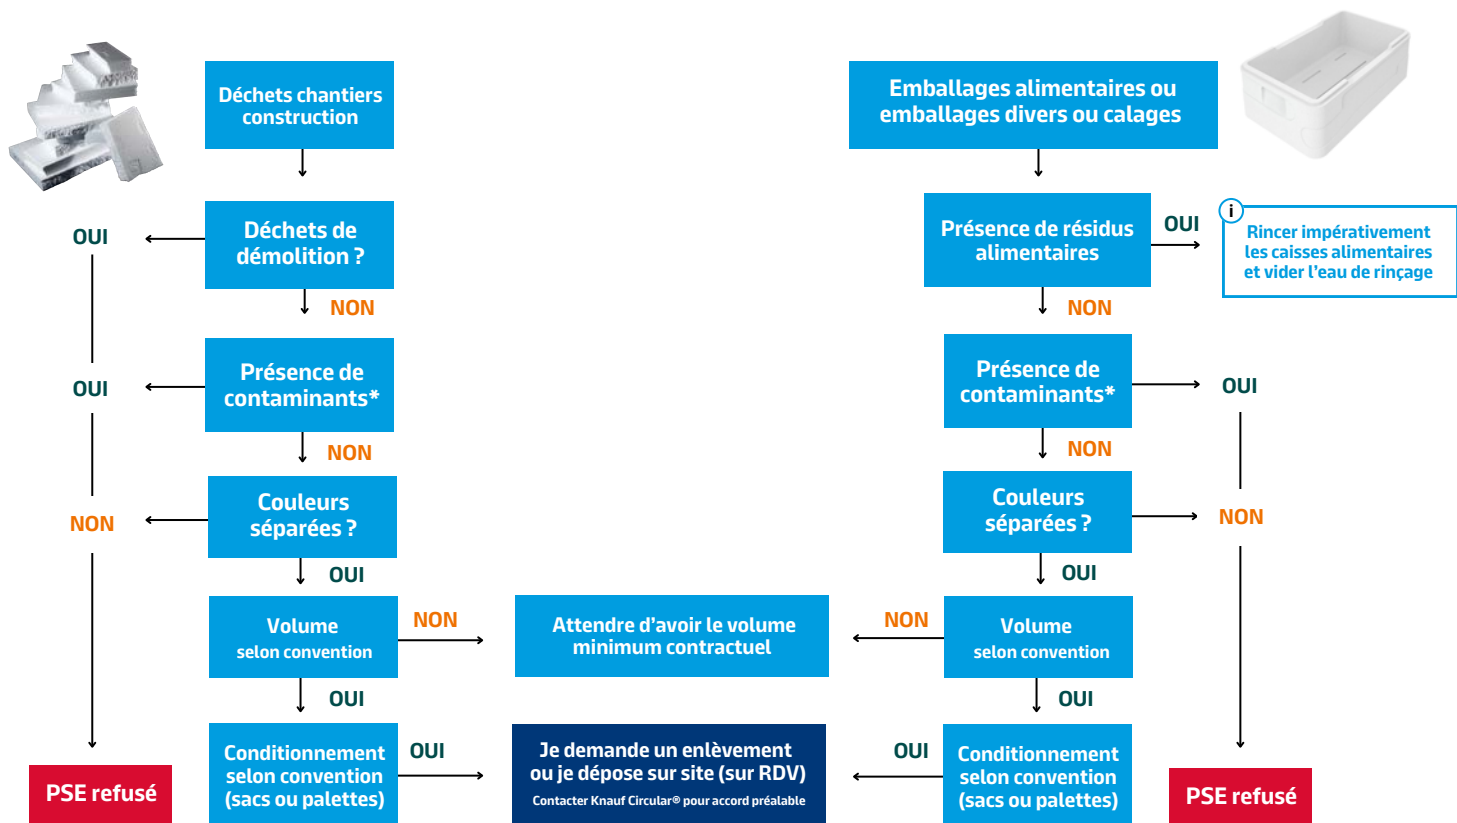 Déchets chantiers
construction
Emballages alimentaires ou
emballages divers ou calages
OUI
Déchets de
démolition ?
NON
Présence de résidus
alimentaires
OUI
i
Rincer impérativement
les caisses alimentaires
et vider l'eau de rinçage
NON
OUI
Présence de
contaminants*
NON
Présence de
contaminants*
OUI
NON
NON
Couleurs
séparées ?
OUI
Couleurs
séparées ?
NON
OUI
Volume
selon convention
NON
Attendre d'avoir le volume
minimum contractuel
NON
Volume
selon convention
OUI
OUI
PSE refusé
Conditionnement
selon convention
(sacs ou palettes)
OUI
Je demande un enlèvement
ou je dépose sur site (sur RDV)
Contacter Knauf Circular® pour accord préalable
OUI
Conditionnement
selon convention
(sacs ou palettes)
PSE refusé